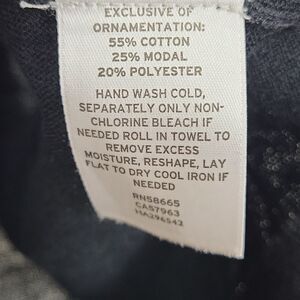 EXCLUSIVE OF
ORNAMENTATION:
55% COTTON
25% MODAL
20% POLYESTER
HAND WASH COLD,
SEPARATELY ONLY NON-
CHLORINE BLEACH IF
NEEDED ROLL IN TOWEL TO
REMOVE EXCESS
MOISTURE, RESHAPE, LAY
FLAT TO DRY COOL IRON IF
NEEDED
RN58665
CA57963
HA296542